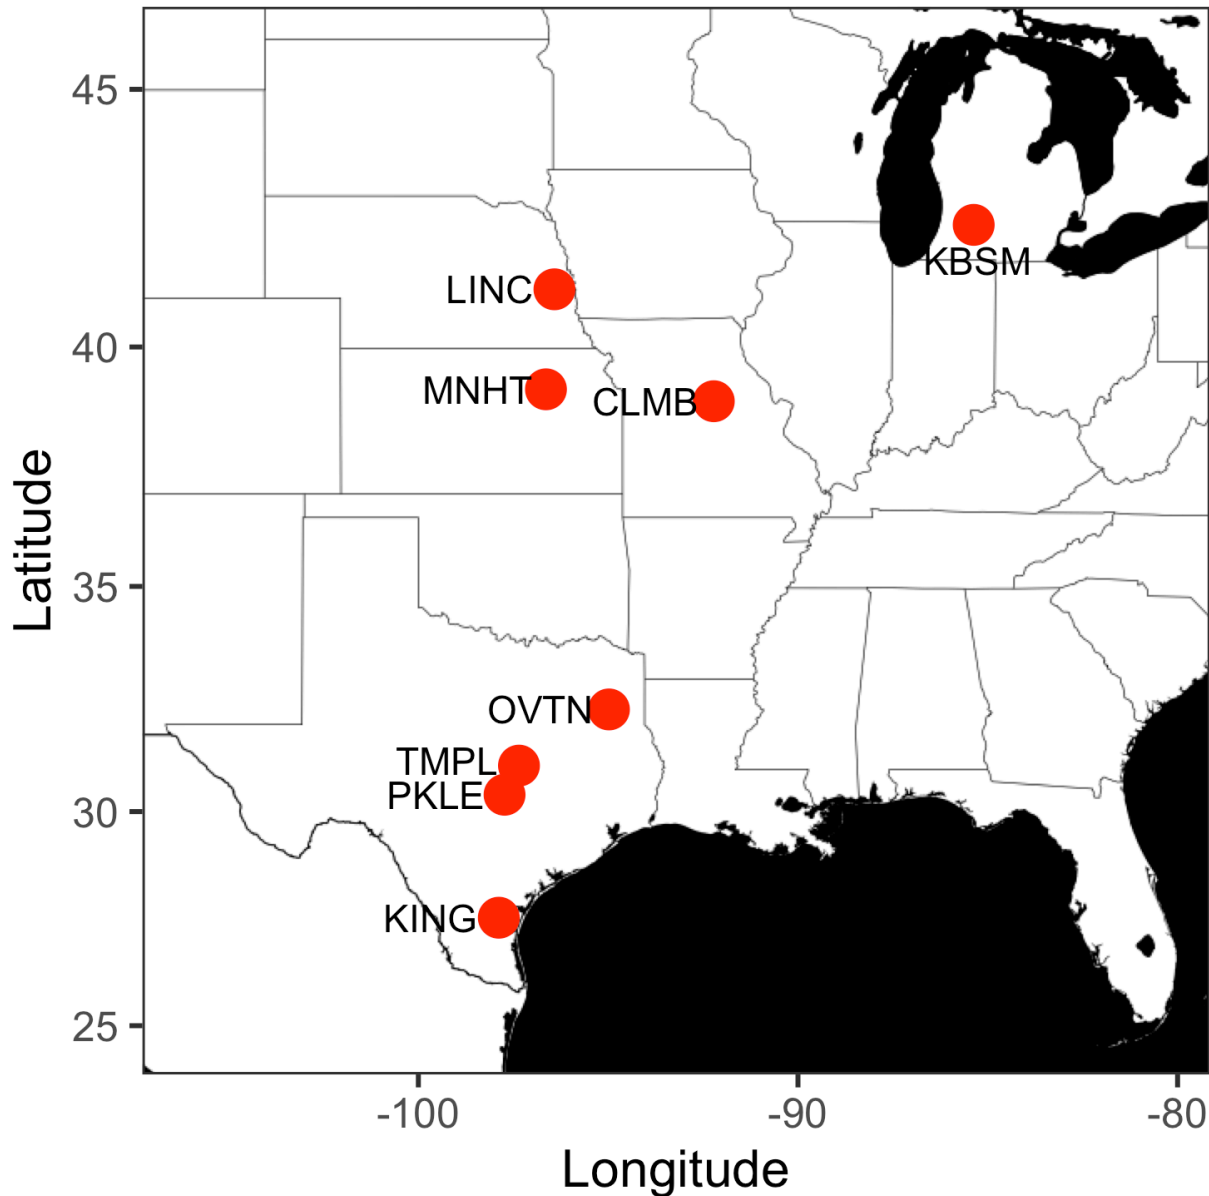 45
40
35
30
25
Latitude
KBSM
LINC
MNHT
CLMB
OVTN
TMPL
PKLE
KING
-100
-90
-80
Longitude